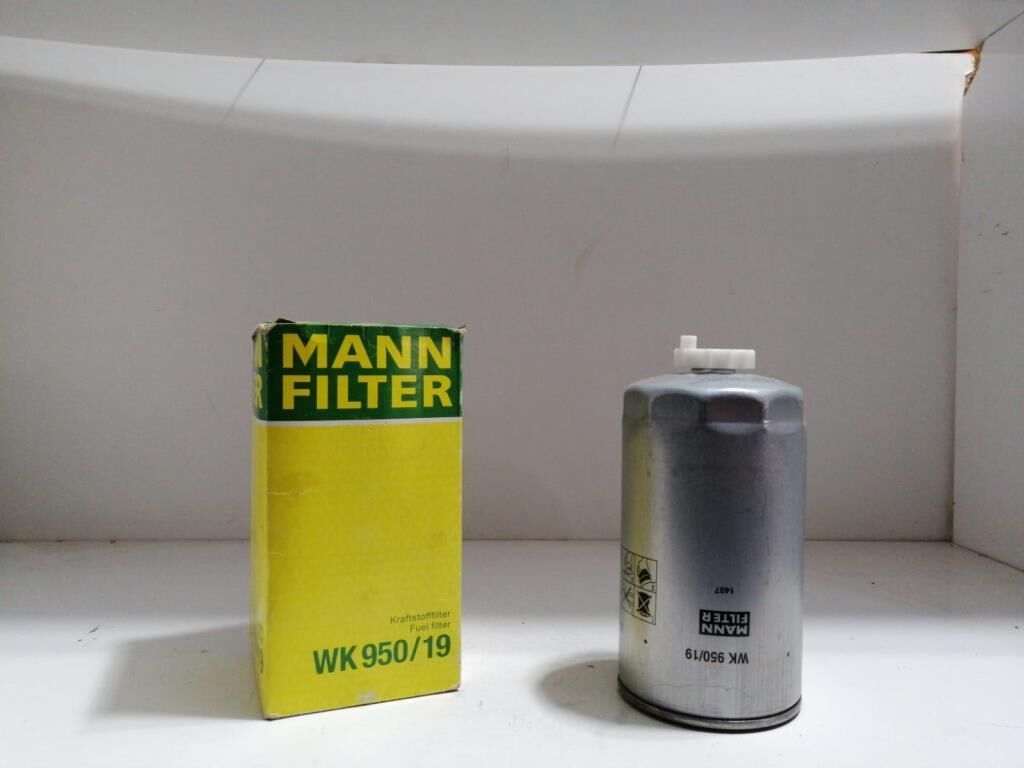 MANN
FILTER
Kraftstofffilter
Fuel filter
WK 950/19
WK 950/19
MANN
FILTER
1407